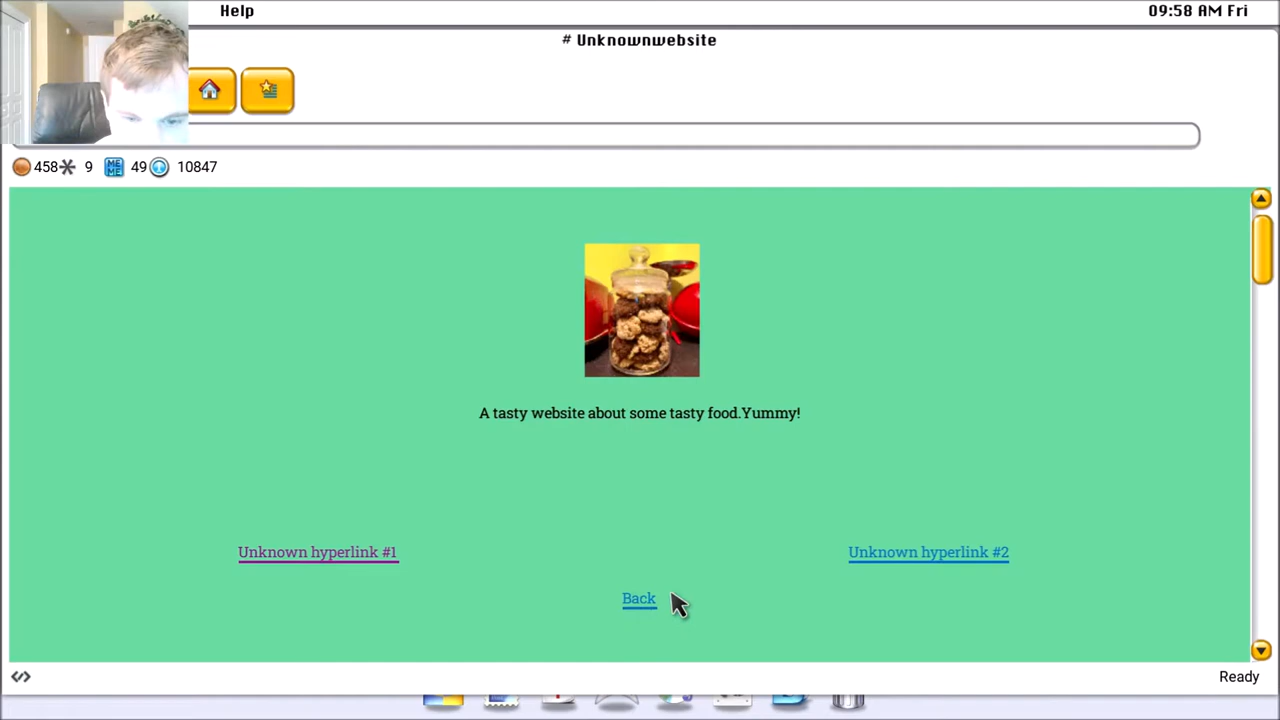 Help
09:58 AM Fri
# Unknownwebsite
458 9 MEME 49 10847
A tasty website about some tasty food.Yummy!
Unknown hyperlink #1
Unknown hyperlink #2
Back
Ready